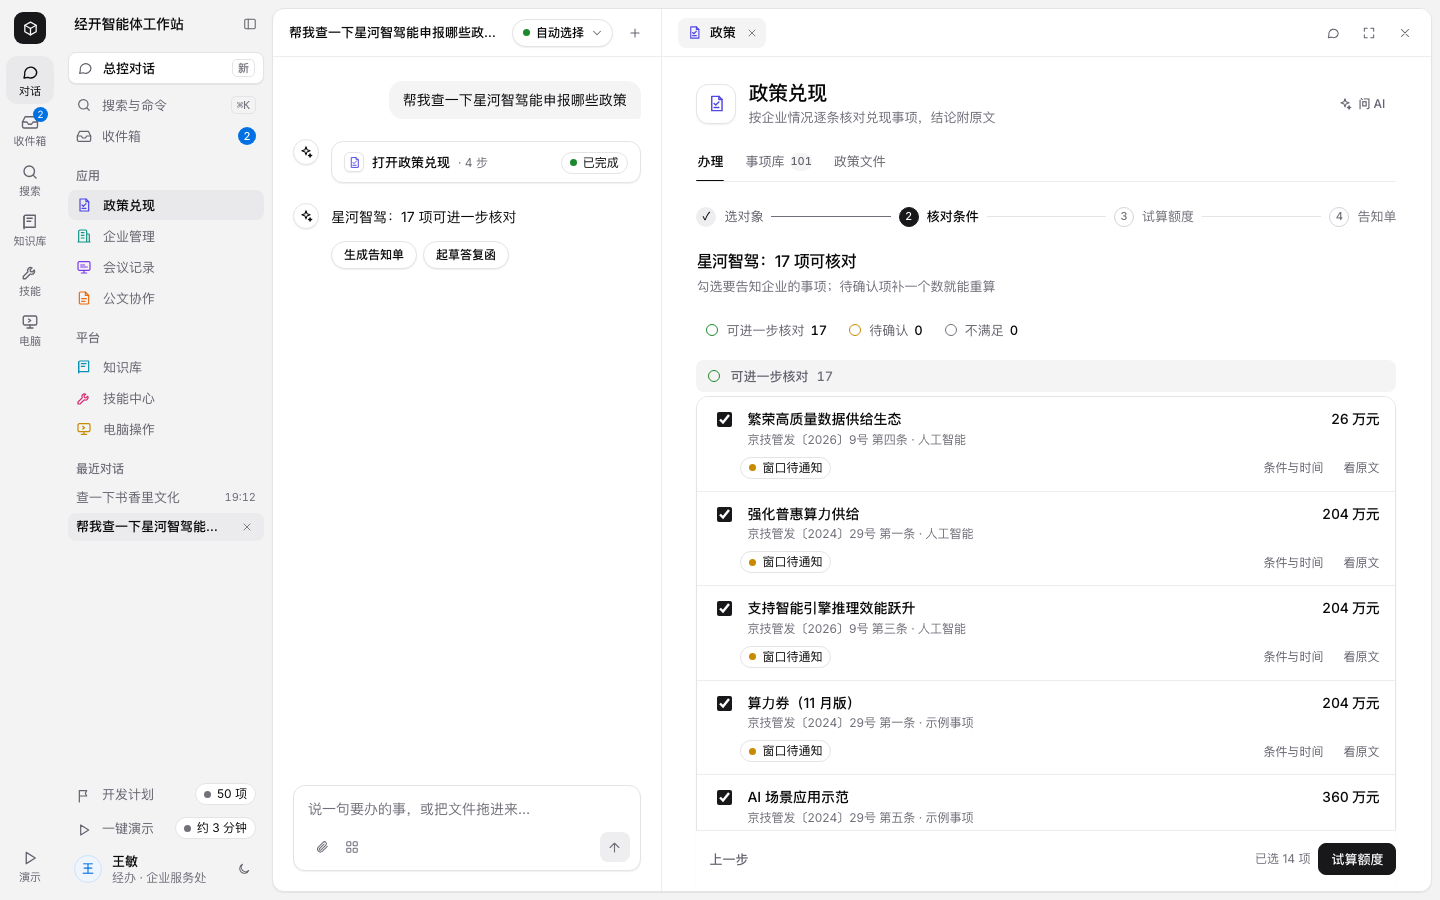 对话
2
收件箱
搜索
知识库
技能
电脑
演示
经开智能体工作站
总控对话 新
搜索与命令 ⌘K
收件箱 2
应用
政策兑现
企业管理
会议记录
公文协作
平台
知识库
技能中心
电脑操作
最近对话
查一下书香里文化 19:12
帮我查一下星河智驾能...
开发计划 50 项
一键演示 约 3 分钟
王 王敏
经办 · 企业服务处
帮我查一下星河智驾能申报哪些政... 自动选择
帮我查一下星河智驾能申报哪些政策
打开政策兑现 · 4 步 已完成
星河智驾：17 项可进一步核对
生成告知单 起草答复函
说一句要办的事，或把文件拖进来...
政策
政策兑现
按企业情况逐条核对兑现事项，结论附原文
问 AI
办理 事项库 101 政策文件
✓ 选对象 2 核对条件 3 试算额度 4 告知单
星河智驾：17 项可核对
勾选要告知企业的事项；待确认项补一个数就能重算
可进一步核对 17 待确认 0 不满足 0
可进一步核对 17
繁荣高质量数据供给生态 26 万元
京技管发〔2026〕9号 第四条 · 人工智能
窗口待通知 条件与时间 看原文
强化普惠算力供给 204 万元
京技管发〔2024〕29号 第一条 · 人工智能
窗口待通知 条件与时间 看原文
支持智能引擎推理效能跃升 204 万元
京技管发〔2026〕9号 第三条 · 人工智能
窗口待通知 条件与时间 看原文
算力券（11 月版） 204 万元
京技管发〔2024〕29号 第一条 · 示例事项
窗口待通知 条件与时间 看原文
AI 场景应用示范 360 万元
京技管发〔2024〕29号 第五条 · 示例事项
上一步 已选 14 项 试算额度